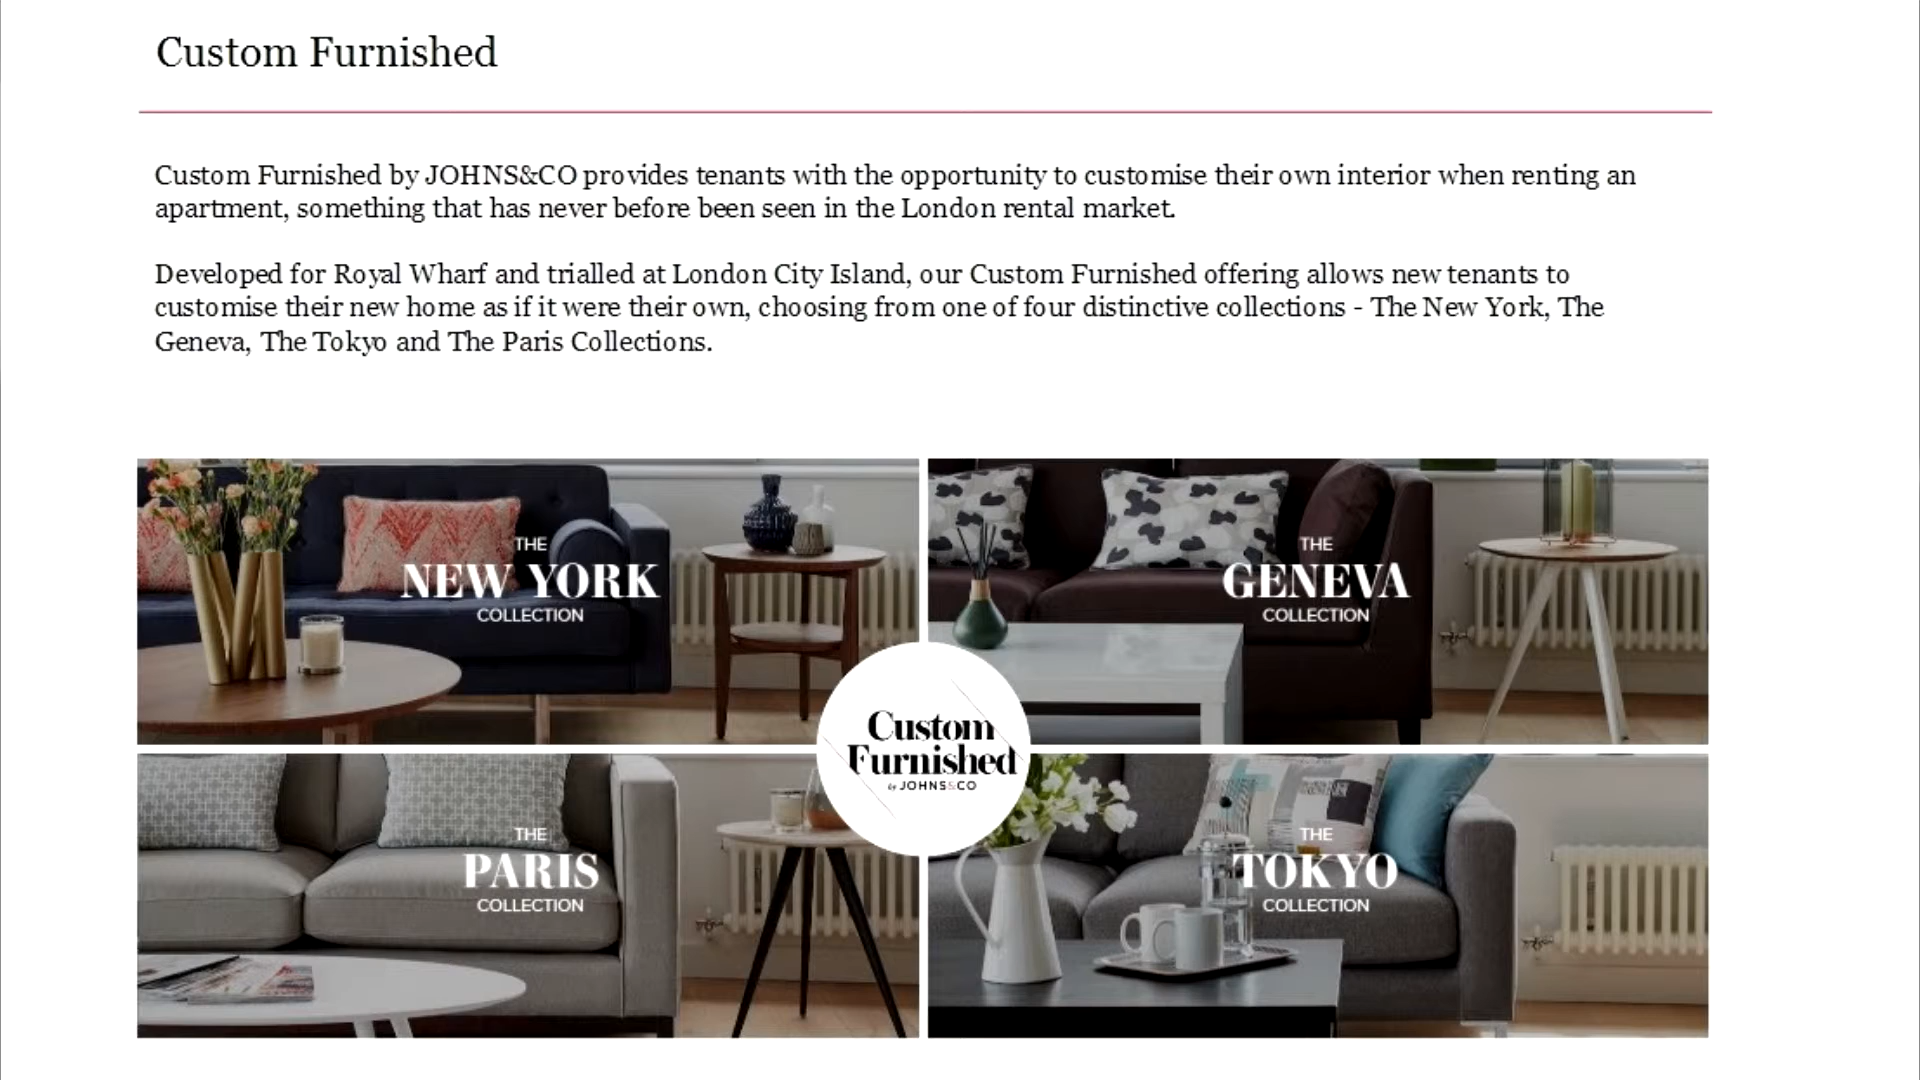 Custom Furnished
Custom Furnished by JOHNS&CO provides tenants with the opportunity to customise their own interior when renting an
apartment, something that has never before been seen in the London rental market.
Developed for Royal Wharf and trialled at London City Island, our Custom Furnished offering allows new tenants to
customise their new home as if it were their own, choosing from one of four distinctive collections - The New York, The
Geneva, The Tokyo and The Paris Collections.
THE
NEW YORK
COLLECTION
THE
GENEVA
COLLECTION
Custom
Furnished
by JOHNS&CO
THE
PARIS
COLLECTION
THE
TOKYO
COLLECTION